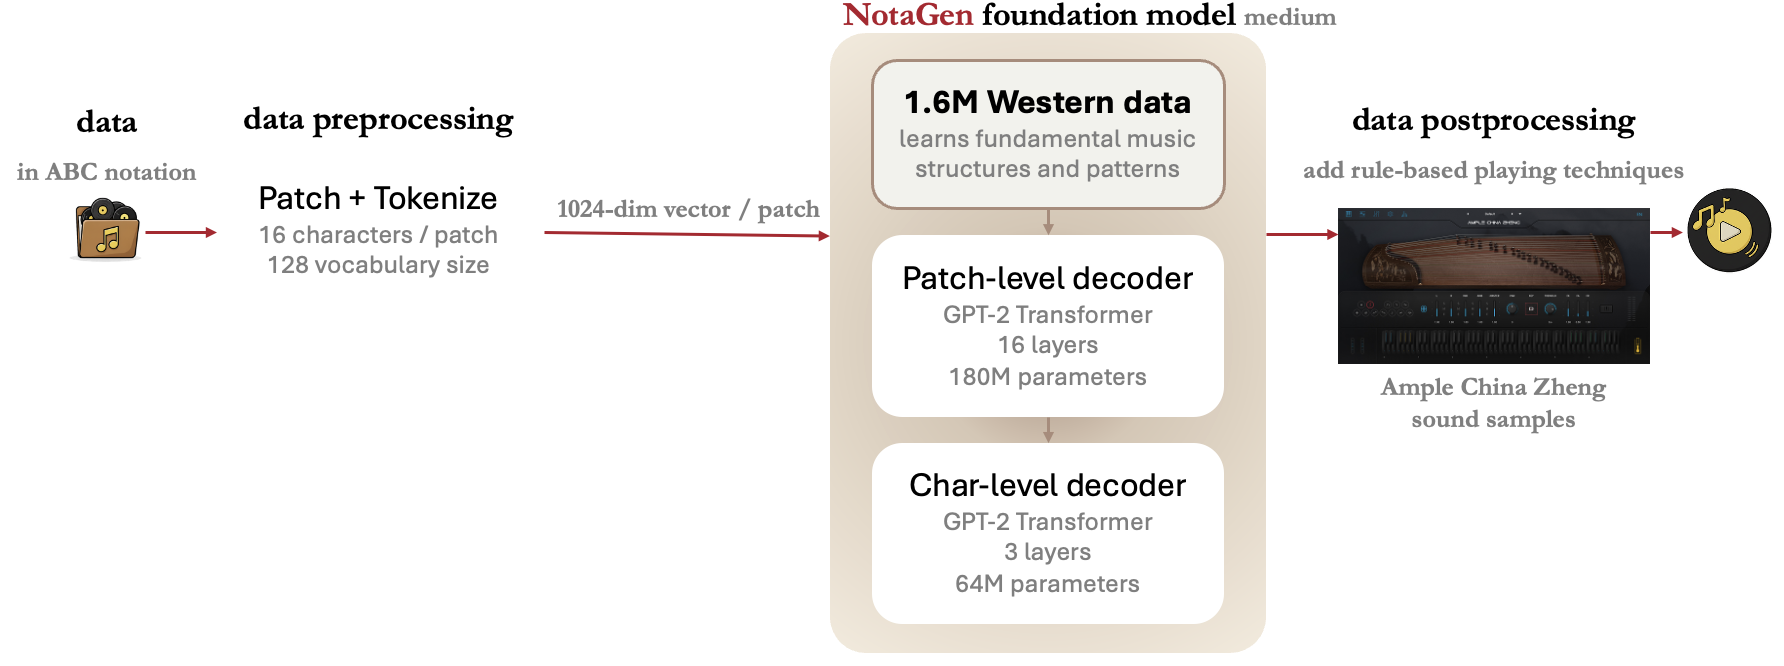 NotaGen foundation model medium
data
in ABC notation
data preprocessing
Patch + Tokenize
16 characters / patch
128 vocabulary size
1024-dim vector / patch
1.6M Western data
learns fundamental music
structures and patterns
Patch-level decoder
GPT-2 Transformer
16 layers
180M parameters
Char-level decoder
GPT-2 Transformer
3 layers
64M parameters
data postprocessing
add rule-based playing techniques
AMPLE CHINA ZHENG
Ample China Zheng
sound samples